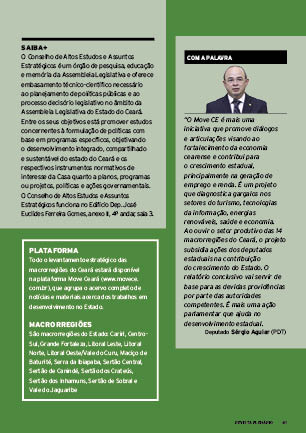 SAIBA+
O Conselho de Altos Estudos e Assuntos
Estratégicos é um órgão de pesquisa, educação
e memória da Assembleia Legislativa e oferece
embasamento técnico-científico necessário
ao planejamento de políticas públicas e ao
processo decisório legislativo no âmbito da
Assembleia Legislativa do Estado do Ceará.
Entre os seus objetivos está promover estudos
concernentes à formulação de políticas com
base em programas específicos, objetivando
o desenvolvimento integrado, compartilhado
e sustentável do estado do Ceará e os
respectivos instrumentos normativos de
interesse da Casa quanto a planos, programas
ou projetos, políticas e ações governamentais.
O Conselho de Altos Estudos e Assuntos
Estratégicos funciona no Edifício Dep. José
Euclides Ferreira Gomes, anexo II, 4º andar, sala 3.
PLATAFORMA
Todo o levantamento estratégico das
macrorregiões do Ceará estará disponível
na plataforma Move Ceará (www.movece.
com.br), que agrupa o acervo completo de
notícias e materiais acerca dos trabalhos em
desenvolvimento no Estado.
MACRORREGIÕES
São macrorregiões do Estado: Cariri, Centro-
Sul, Grande Fortaleza, Litoral Leste, Litoral
Norte, Litoral Oeste/Vale do Curu, Maciço de
Baturité, Serra da Ibiapaba, Sertão Central,
Sertão de Canindé, Sertão dos Crateús,
Sertão dos Inhamuns, Sertão de Sobral e
Vale do Jaguaribe
COM A PALAVRA
"O Move CE é mais uma
iniciativa que promove diálogos
e articulações visando ao
fortalecimento da economia
cearense e contribui para
o crescimento estadual,
principalmente na geração de
emprego e renda. É um projeto
que diagnostica gargalos nos
setores do turismo, tecnologias
da informação, energias
renováveis, saúde e economia.
Ao ouvir o setor produtivo das 14
macrorregiões do Ceará, o projeto
subsidia ações dos deputados
estaduais na contribuição
do crescimento do Estado. O
relatório conclusivo vai servir de
base para as devidas providências
por parte das autoridades
competentes. É mais uma ação
parlamentar que ajuda no
desenvolvimento estadual.
Deputado Sérgio Aguiar (PDT)
REVISTA PLENÁRIO